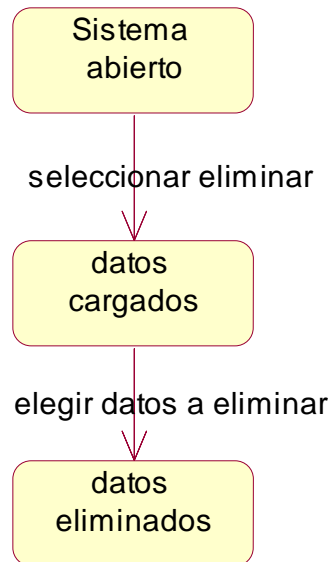 Sistema
abierto
seleccionar eliminar
datos
cargados
elegir datos a eliminar
datos
eliminados